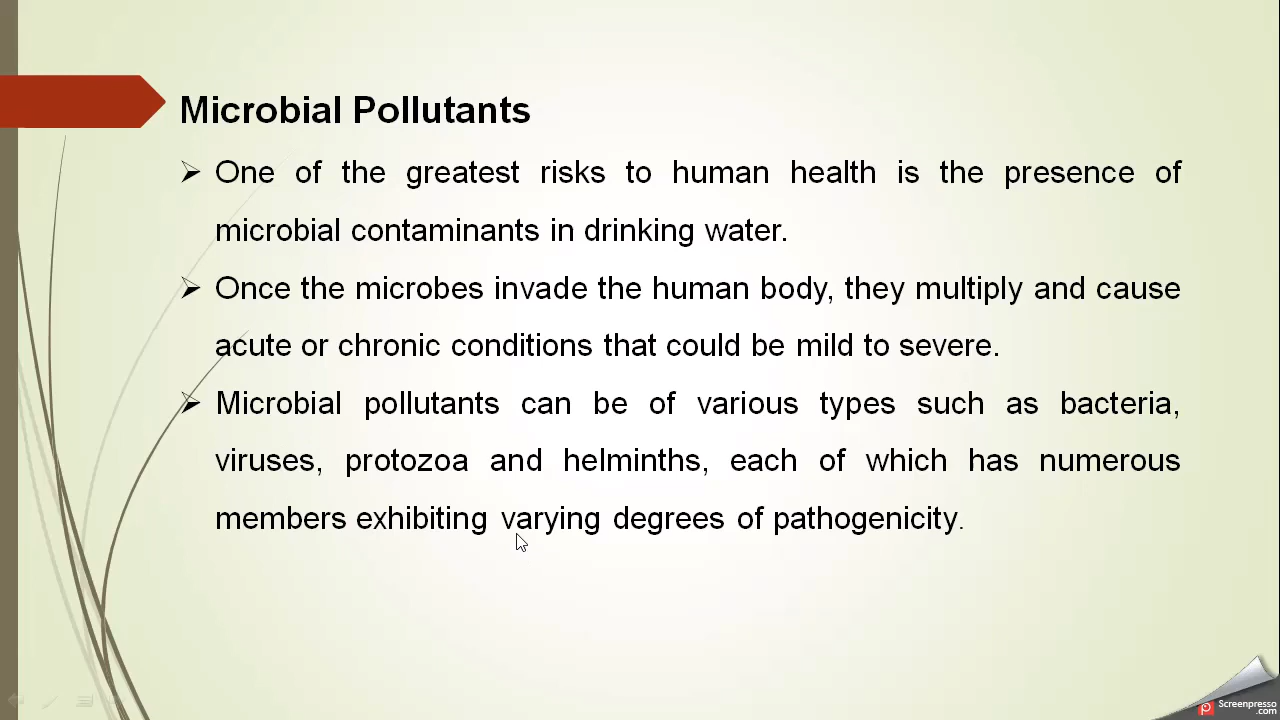 Microbial Pollutants
➢ One of the greatest risks to human health is the presence of
microbial contaminants in drinking water.
➢ Once the microbes invade the human body, they multiply and cause
acute or chronic conditions that could be mild to severe.
➢ Microbial pollutants can be of various types such as bacteria,
viruses, protozoa and helminths, each of which has numerous
members exhibiting varying degrees of pathogenicity.
Screenpresso
.com